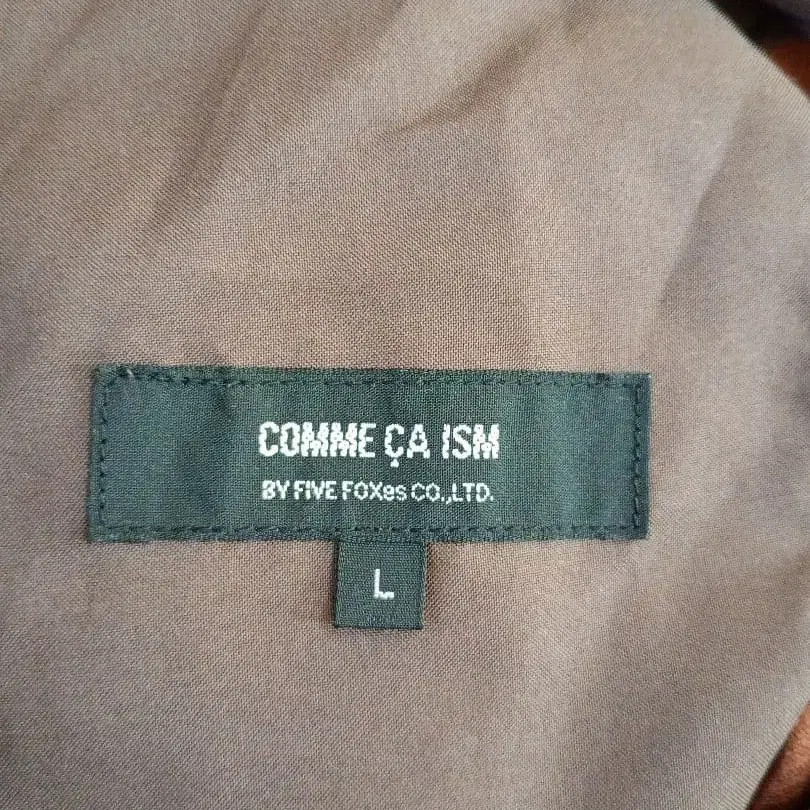 COMME ÇA ISM
BY FIVE FOXes CO.,LTD.
L